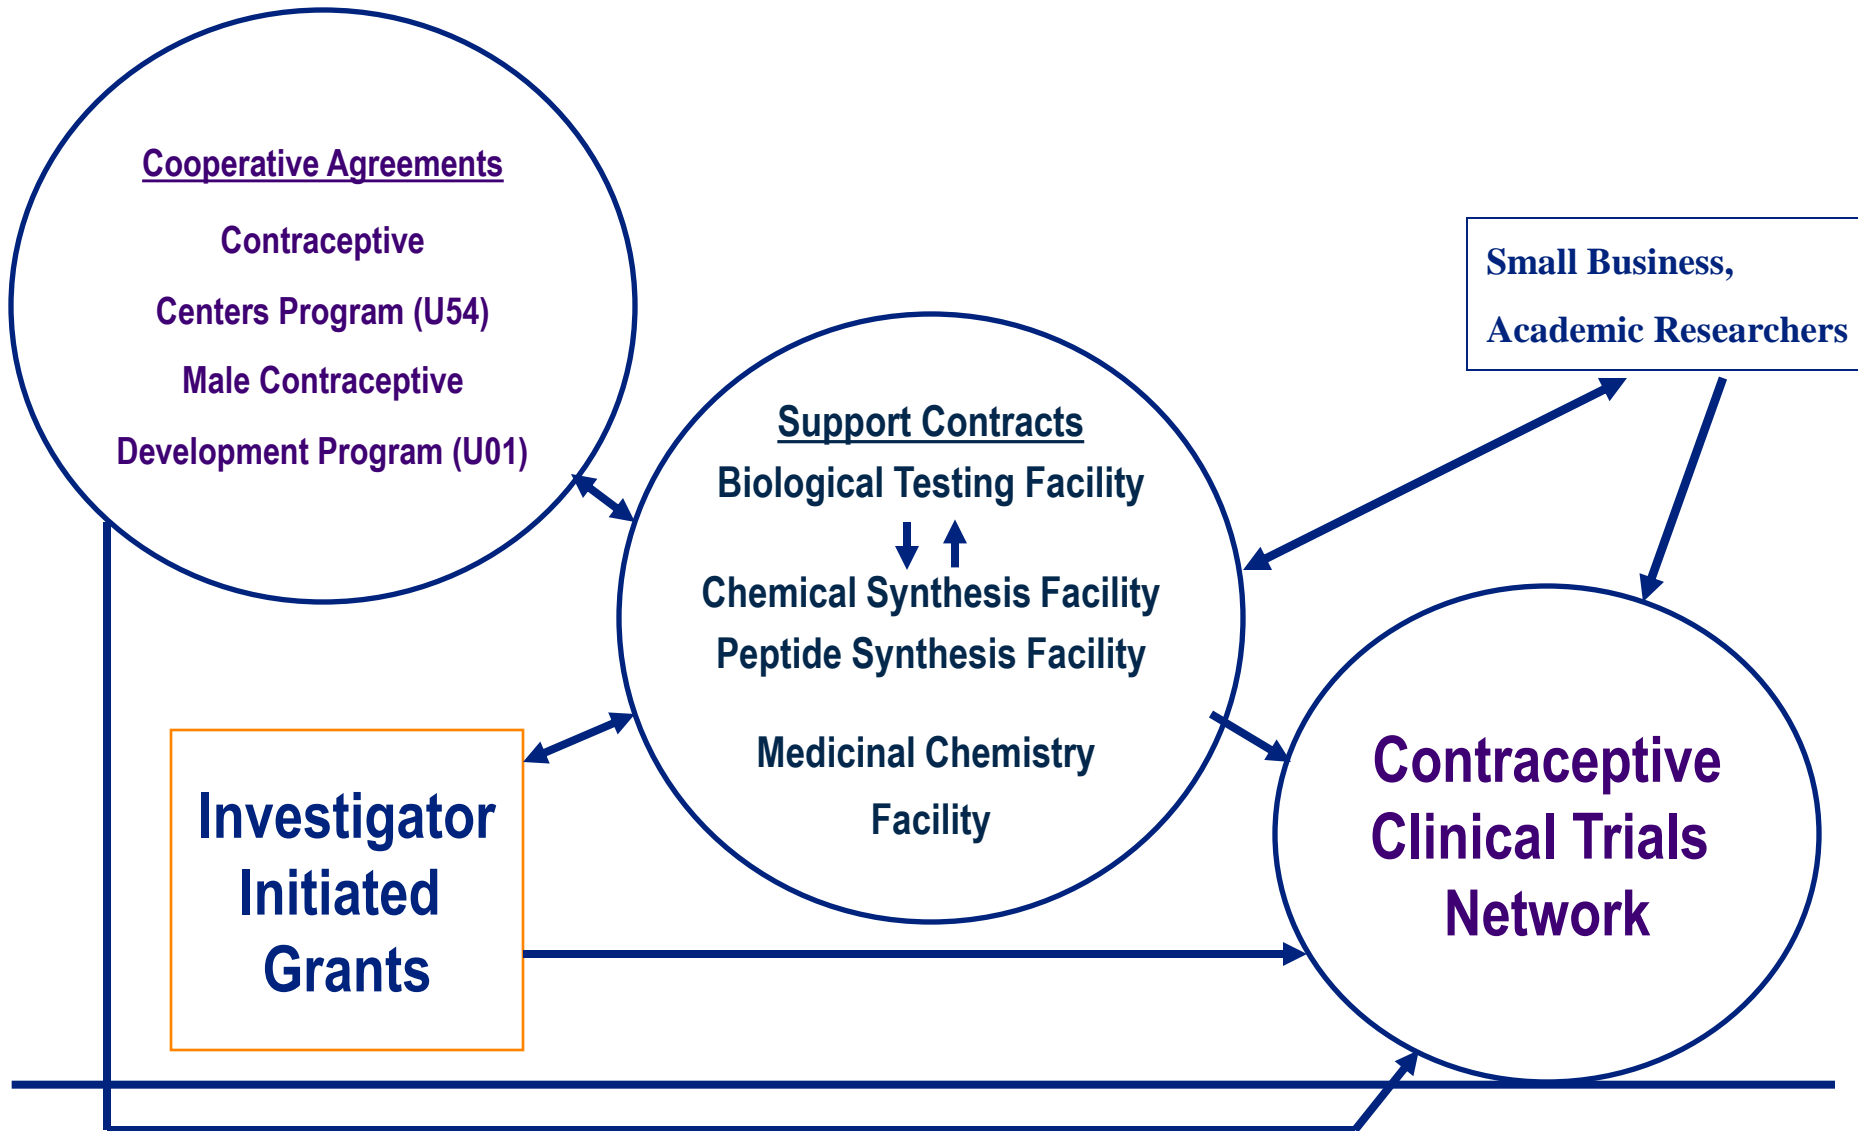 Cooperative Agreements
Contraceptive
Centers Program (U54)
Male Contraceptive
Development Program (U01)
Small Business,
Academic Researchers
Support Contracts
Biological Testing Facility
Chemical Synthesis Facility
Peptide Synthesis Facility
Medicinal Chemistry
Facility
Investigator
Initiated
Grants
Contraceptive
Clinical Trials
Network